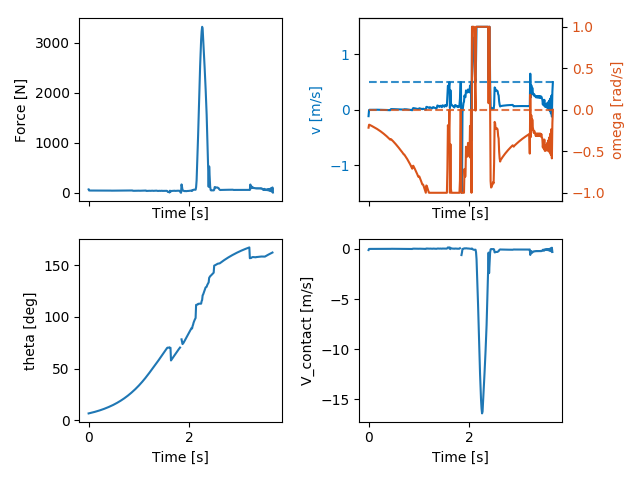 3000
2000
1000
0
Force [N]
Time [s]
1
0
−1
v [m/s]
1.0
0.5
0.0
−0.5
−1.0
omega [rad/s]
Time [s]
150
100
50
0
theta [deg]
0
2
Time [s]
0
−5
−10
−15
V_contact [m/s]
0
2
Time [s]